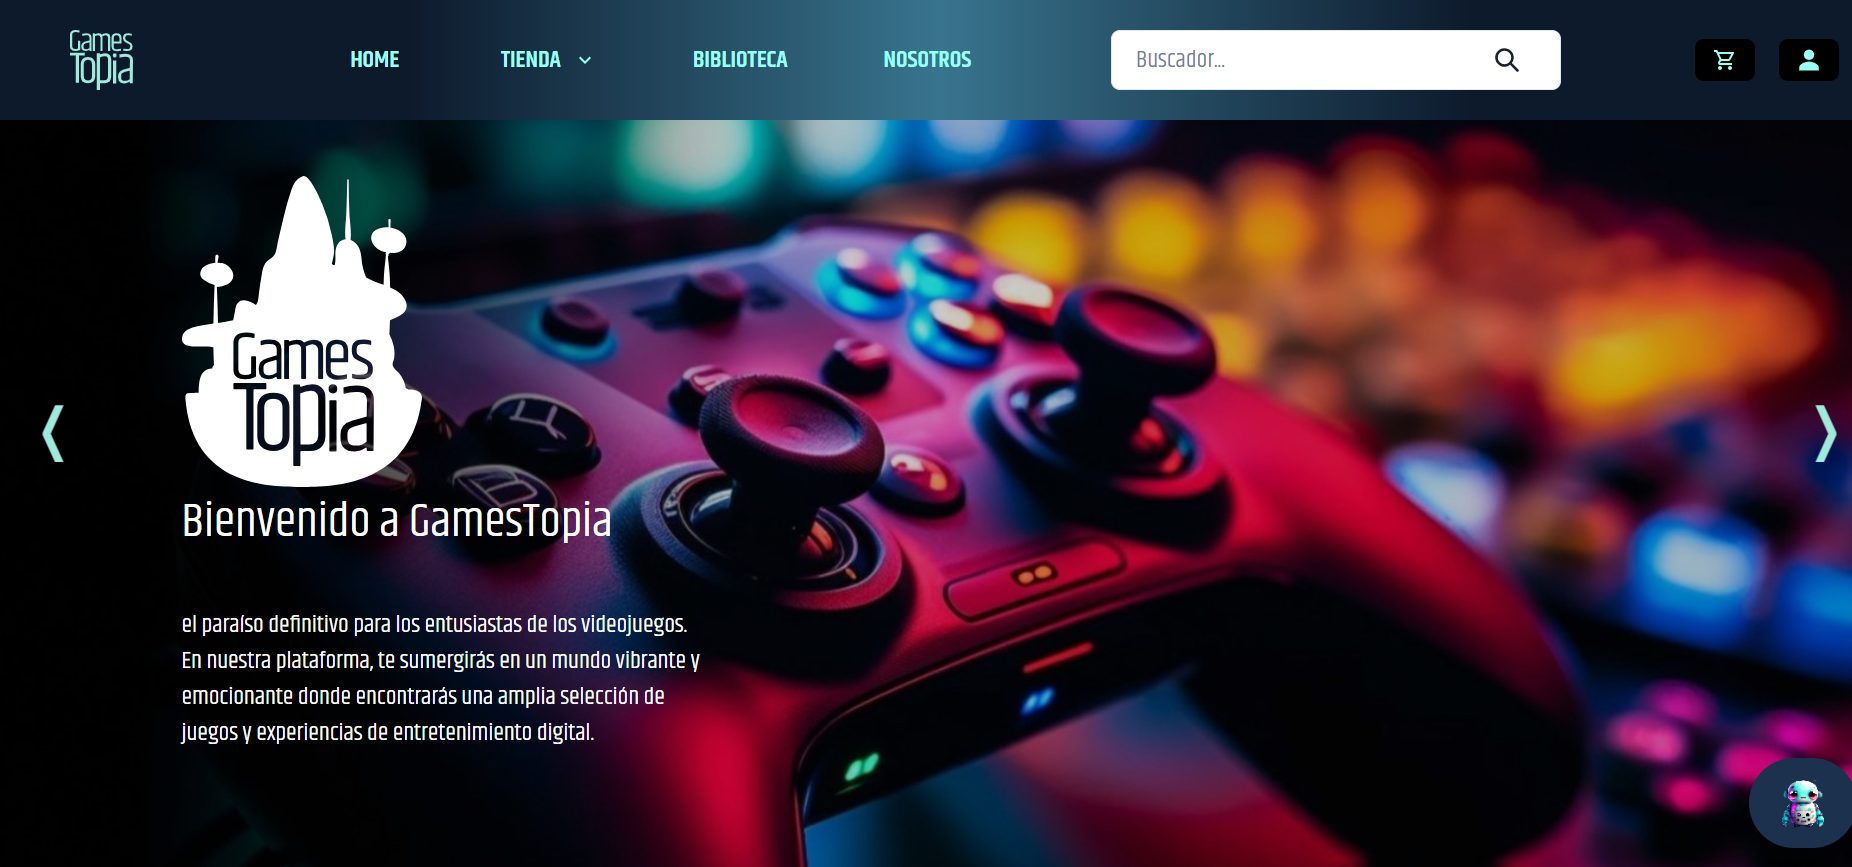 Games
Topia
HOME
TIENDA
BIBLIOTECA
NOSOTROS
Buscador...
Games
Topia
Bienvenido a GamesTopia
el paraíso definitivo para los entusiastas de los videojuegos.
En nuestra plataforma, te sumergirás en un mundo vibrante y
emocionante donde encontrarás una amplia selección de
juegos y experiencias de entretenimiento digital.